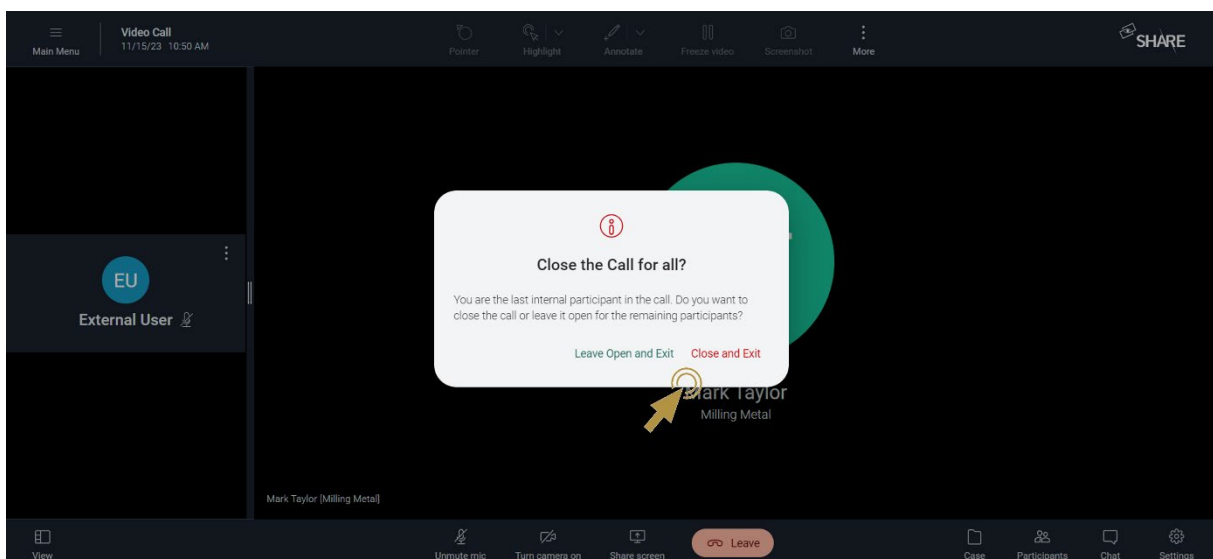 Main Menu
Video Call
11/15/23 10:50 AM
Pointer
Highlight
Annotate
Freeze video
Screenshot
More
SHARE
EU
External User
Close the Call for all?
You are the last internal participant in the call. Do you want to
close the call or leave it open for the remaining participants?
Leave Open and Exit
Close and Exit
Mark Taylor
Milling Metal
Mark Taylor [Milling Metal]
View
Unmute mic
Turn camera on
Share screen
Leave
Case
Participants
Chat
Settings